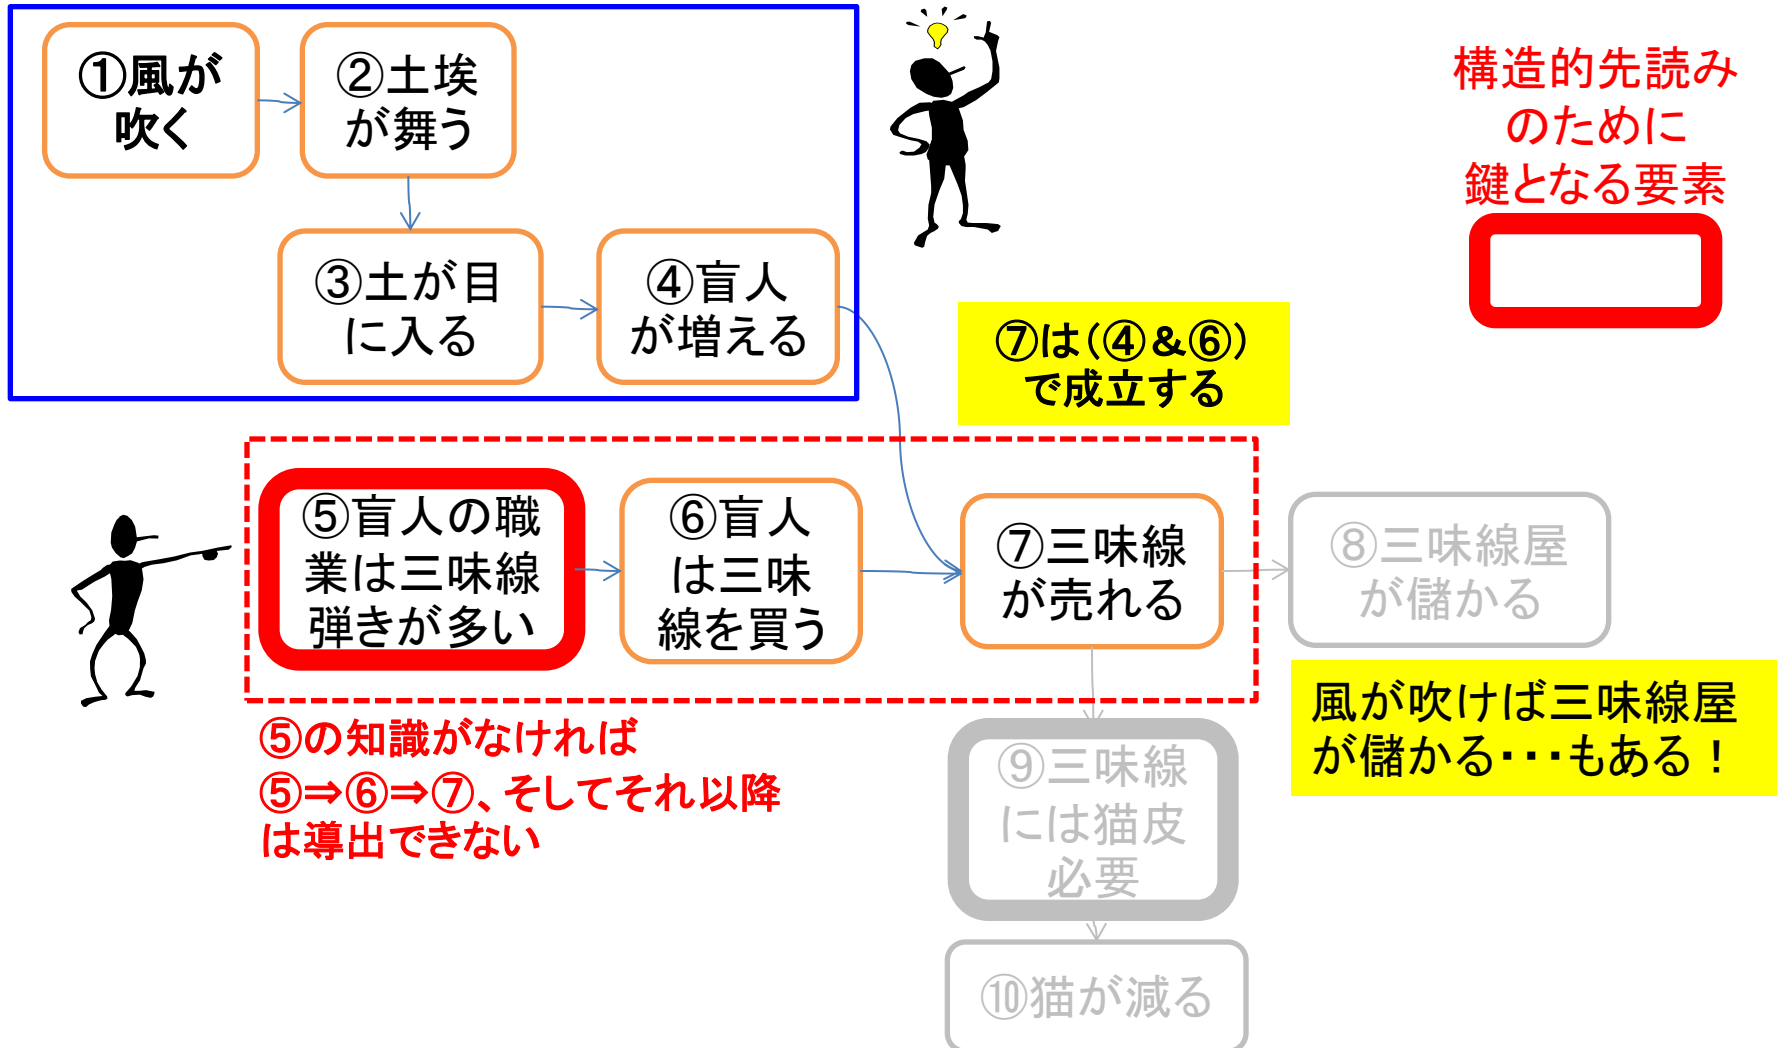 ①風が
吹く
②土埃
が舞う
③土が目
に入る
④盲人
が増える
構造的先読み
のために
鍵となる要素
⑦は(④&⑥)
で成立する
⑤盲人の職
業は三味線
弾きが多い
⑥盲人
は三味
線を買う
⑦三味線
が売れる
⑧三味線屋
が儲かる
風が吹けば三味線屋
が儲かる・・・もある！
⑤の知識がなければ
⑤⇒⑥⇒⑦、そしてそれ以降
は導出できない
⑨三味線
には猫皮
必要
⑩猫が減る